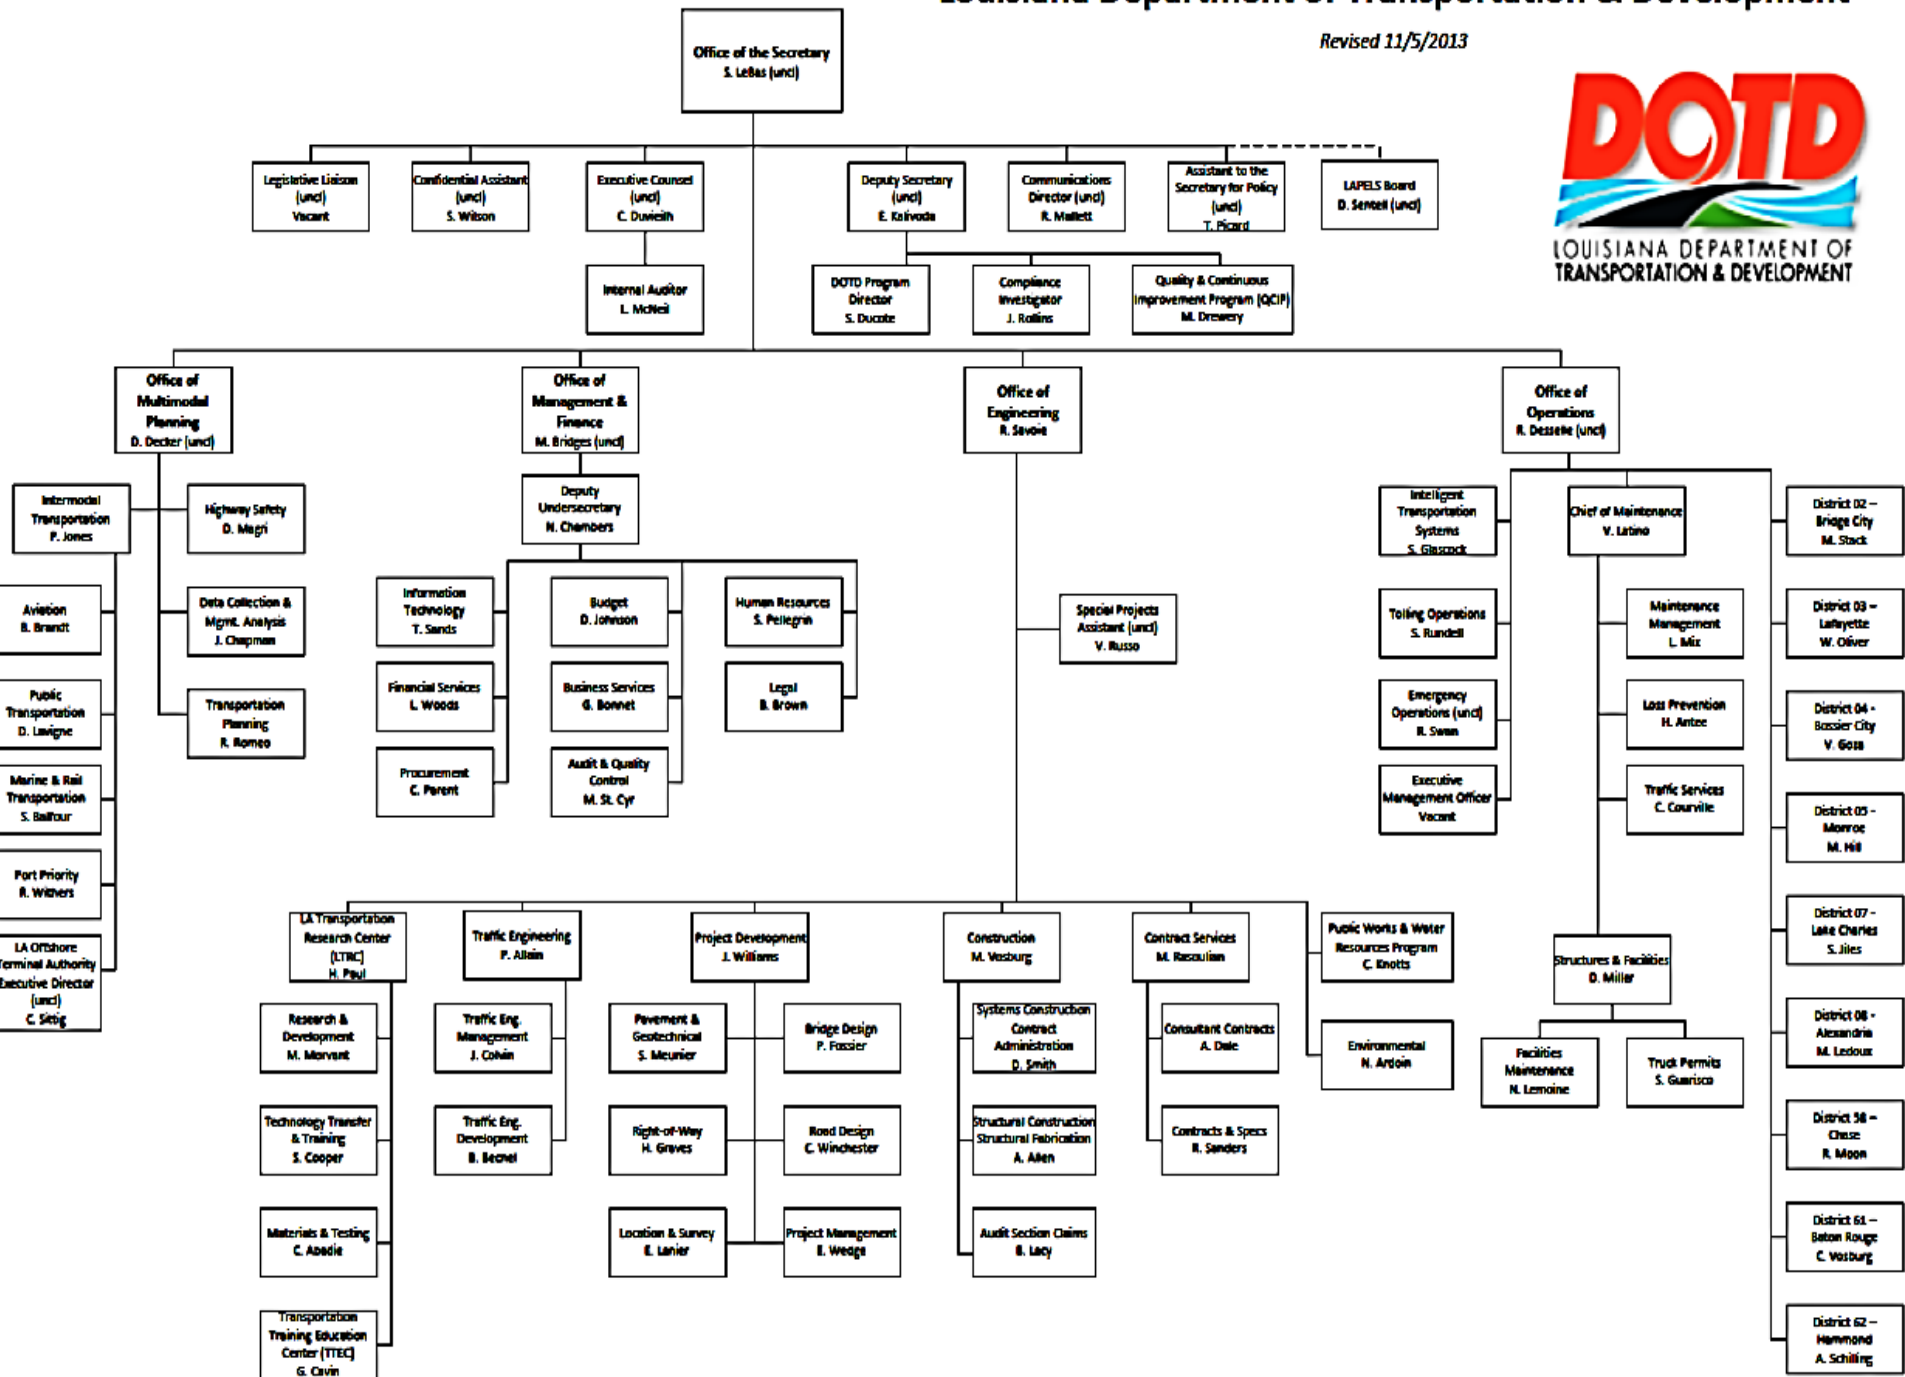 Louisiana Department of Transportation & Development
Revised 11/5/2013
DOTD
LOUISIANA DEPARTMENT OF
TRANSPORTATION & DEVELOPMENT
Office of the Secretary
S. LeBas (uncl)
Legislative Liaison
(uncl)
Vacant
Confidential Assistant
(uncl)
S. Wilson
Executive Counsel
(uncl)
C.
Deputy Secretary
(uncl)
E. Kalivoda
Communications
Director (uncl)
R. Mallett
Assistant to the
Secretary for Policy
(uncl)
T. Picard
LAPELS Board
D. Sentell (uncl)
Internal Auditor
L. McNeil
DOTD Program
Director
S. Ducote
Compliance
Investigator
J. Rollins
Quality & Continuous
Improvement Program (QCIP)
M. Drewery
Office of
Multimodal
Planning
D. Decker (uncl)
Office of
Management &
Finance
M. Bridges (uncl)
Office of
Engineering
R. Savoie
Office of
Operations
R. Desselle (uncl)
Intermodal
Transportation
P. Jones
Highway Safety
D. Magri
Aviation
B. Brandt
Data Collection &
Mgmt. Analysis
J. Chapman
Public
Transportation
D. Lavigne
Transportation
Planning
R. Romeo
Marine & Rail
Transportation
S. Balfour
Port Priority
R. Withers
LA Offshore
Terminal Authority
Executive Director
(uncl)
C. Sittig
Deputy
Undersecretary
N. Chambers
Information
Technology
T. Sands
Budget
D. Johnson
Human Resources
S. Pellegrin
Financial Services
L. Woods
Business Services
G. Bonnet
Legal
B. Brown
Procurement
C. Parent
Audit & Quality
Control
M. St. Cyr
Special Projects
Assistant (uncl)
V. Russo
LA Transportation
Research Center
(LTRC)
H. Paul
Traffic Engineering
P. Allain
Project Development
J. Williams
Construction
M. Vosburg
Contract Services
M. Rasoulian
Public Works & Water
Resources Program
C. Knotts
Environmental
N. Ardoin
Research &
Development
M. Morvant
Technology Transfer
& Training
S. Cooper
Materials & Testing
C. Abadie
Transportation
Training Education
Center (TTEC)
G. Cavin
Traffic Eng.
Management
J. Colvin
Traffic Eng.
Development
B. Becnel
Pavement &
Geotechnical
S. Meunier
Bridge Design
P. Fossier
Right-of-Way
H. Graves
Road Design
C. Winchester
Location & Survey
E. Lanier
Project Management
E. Wedge
Systems Construction
Contract
Administration
D. Smith
Structural Construction
Structural Fabrication
A. Allen
Audit Section Claims
B. Lacy
Consultant Contracts
A. Dale
Contracts & Specs
R. Sanders
Intelligent
Transportation
Systems
S. Glascock
Chief of Maintenance
V. Latino
Tolling Operations
S. Rundell
Maintenance
Management
L. Mix
Emergency
Operations (uncl)
R. Swan
Loss Prevention
H. Antee
Executive
Management Officer
Vacant
Traffic Services
C. Courville
Structures & Facilities
D. Miller
Facilities
Maintenance
N. Lemoine
Truck Permits
S. Guarisco
District 02 –
Bridge City
M. Stack
District 03 –
Lafayette
W. Oliver
District 04 -
Bossier City
V. Goss
District 05 -
Monroe
M. Hill
District 07 -
Lake Charles
S. Jiles
District 08 -
Alexandria
M. Ledoux
District 58 –
Chase
R. Moon
District 61 –
Baton Rouge
C. Vosburg
District 62 –
Hammond
A. Schilling